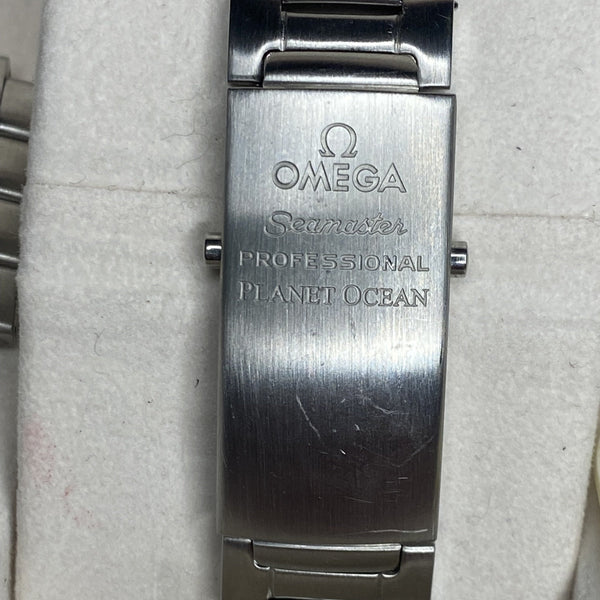 Ω
OMEGA
Seamaster
PROFESSIONAL
PLANET OCEAN